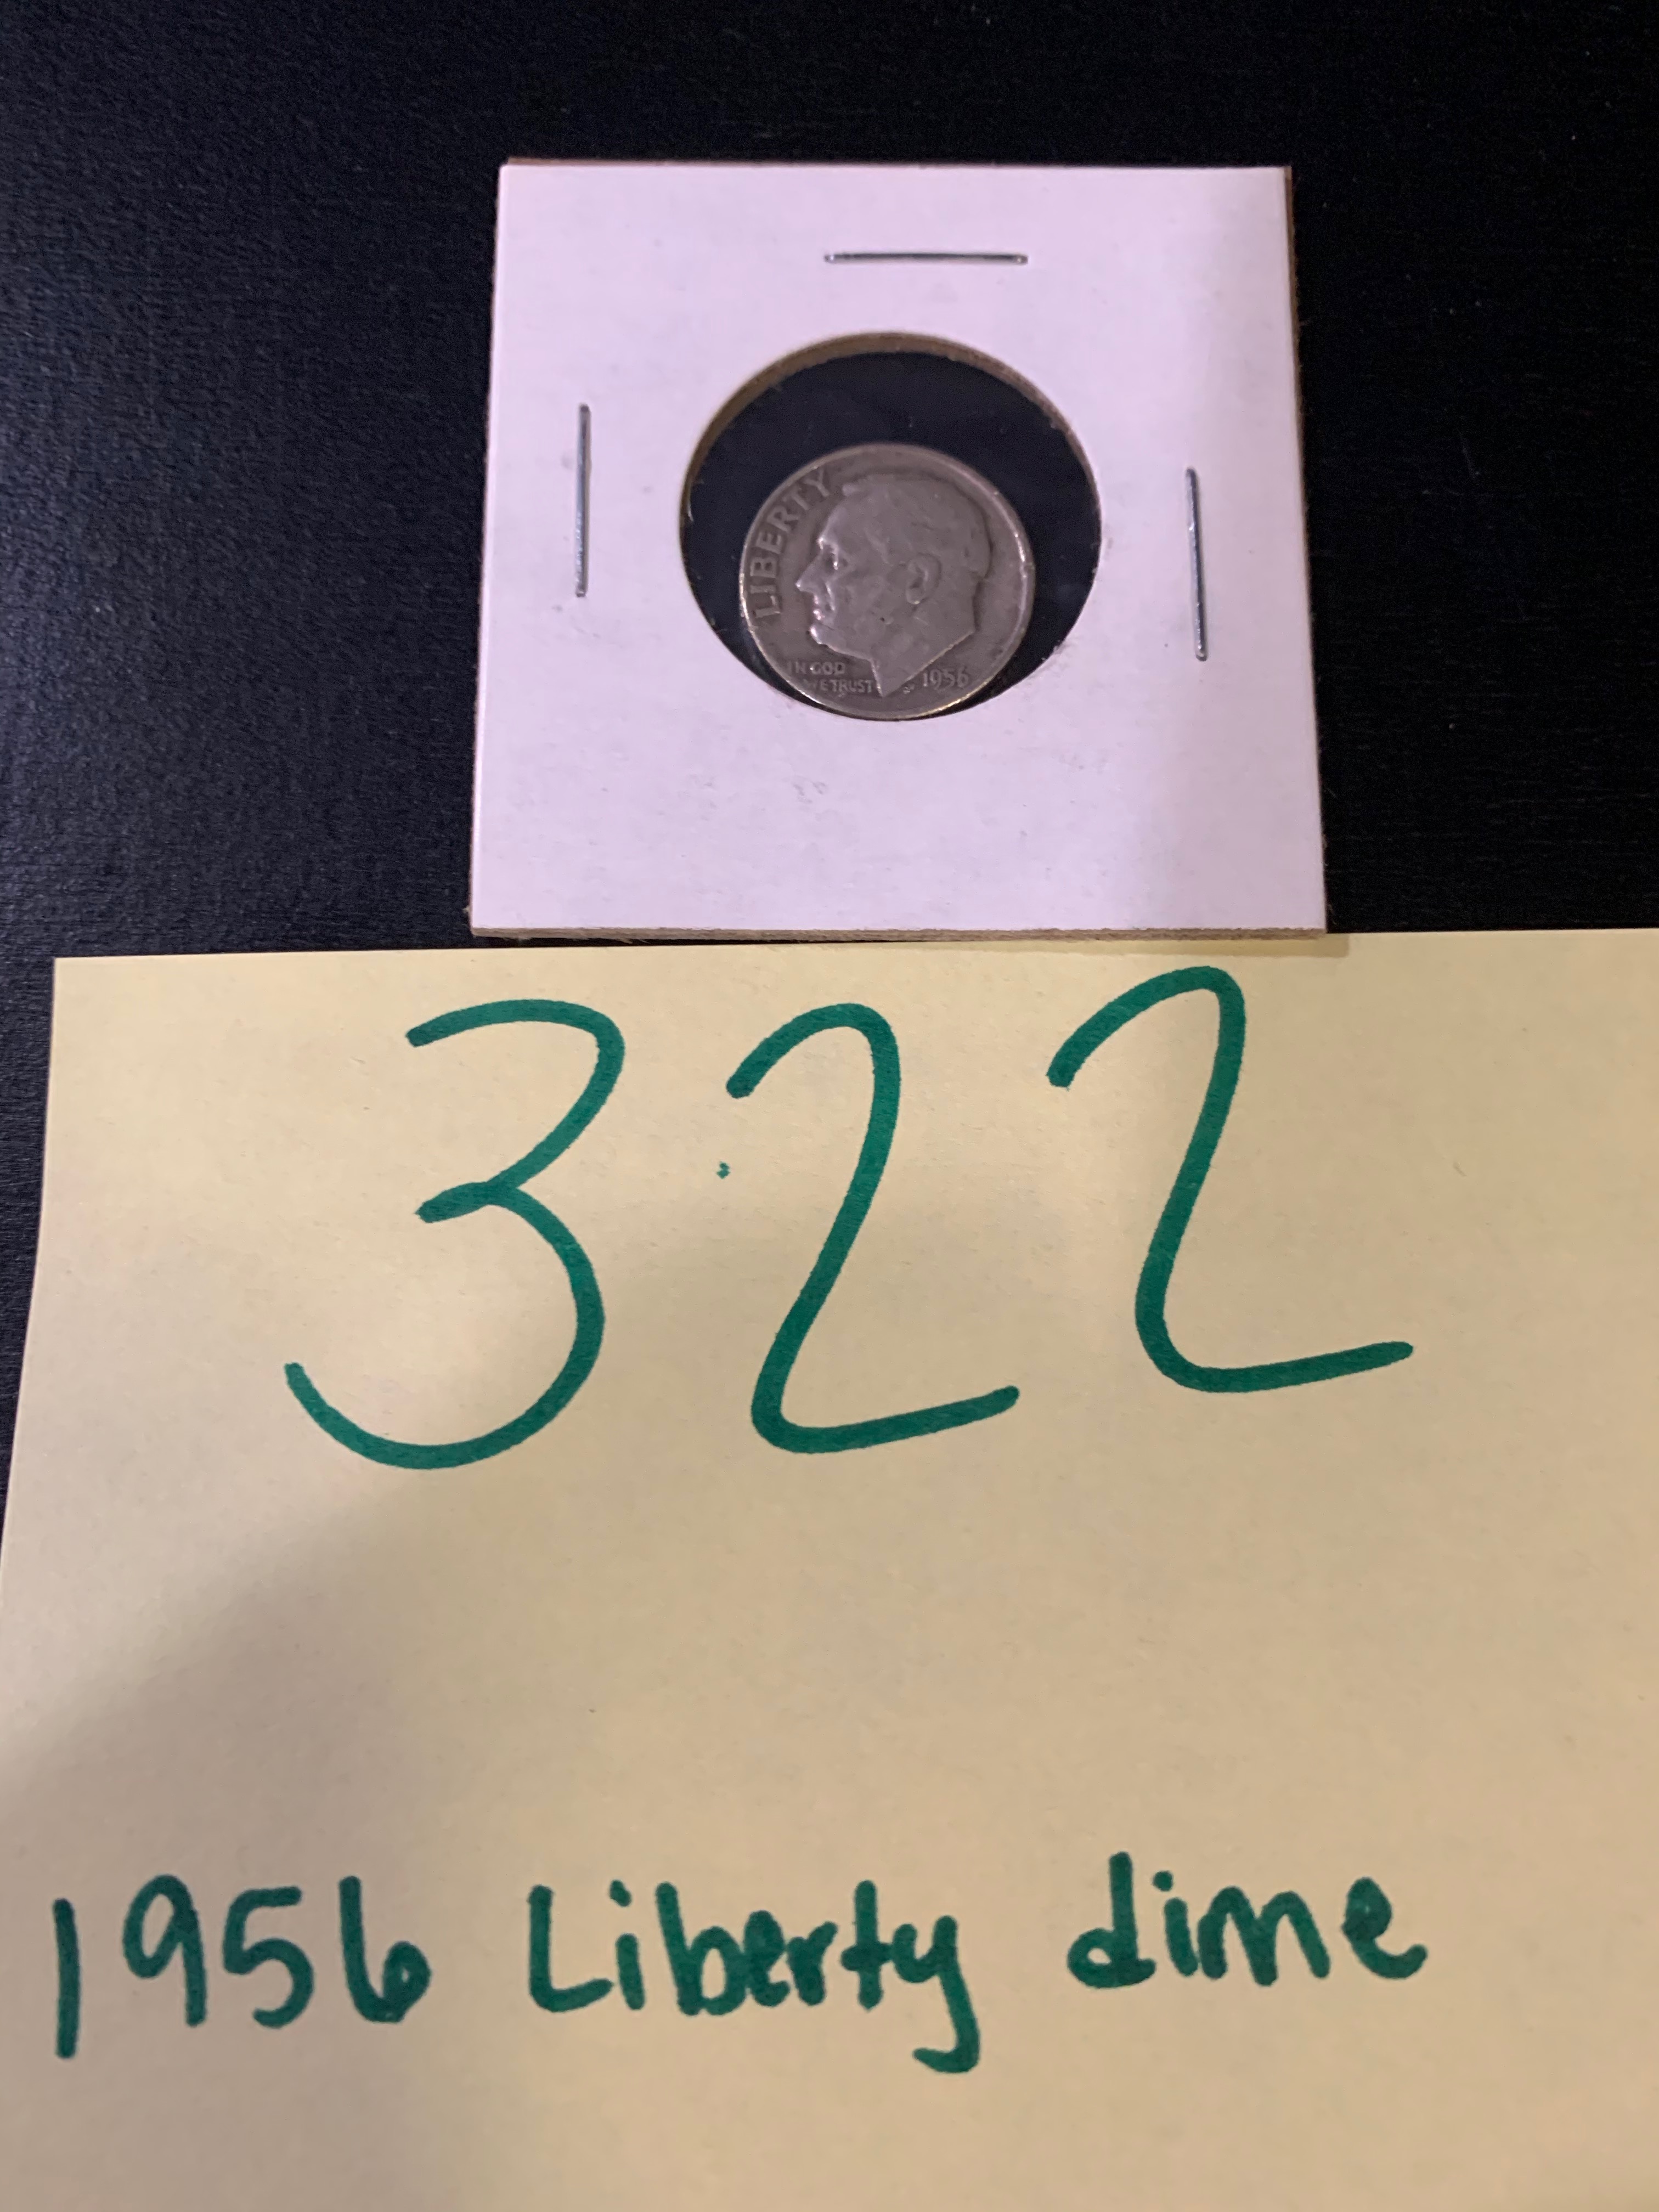 LIBERTY
IN GOD
WE TRUST
1956
322
1956 Liberty dime